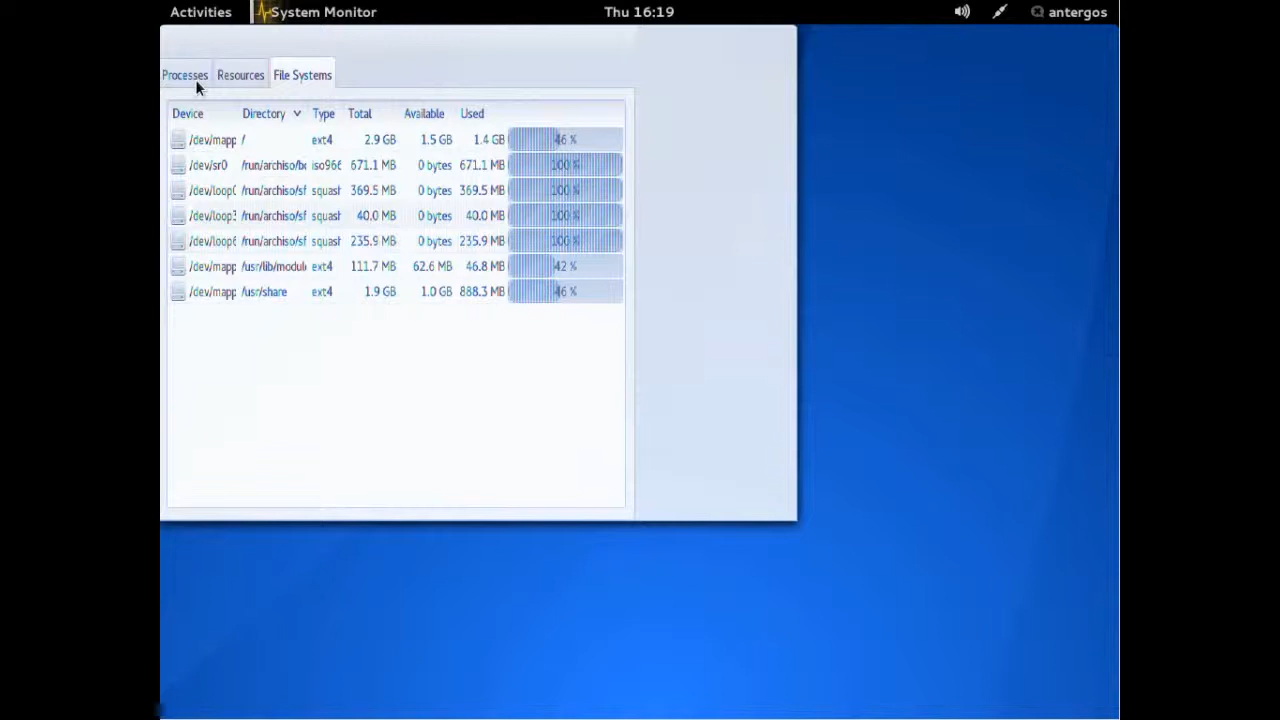 Activities System Monitor Thu 16:19 antergos
Processes Resources File Systems
Device Directory Type Total Available Used
/dev/mapp / ext4 2.9 GB 1.5 GB 1.4 GB 46 %
/dev/sr0 /run/archiso/bo iso966 671.1 MB 0 bytes 671.1 MB 100 %
/dev/loop0 /run/archiso/sf squash 369.5 MB 0 bytes 369.5 MB 100 %
/dev/loop3 /run/archiso/sf squash 40.0 MB 0 bytes 40.0 MB 100 %
/dev/loop6 /run/archiso/sf squash 235.9 MB 0 bytes 235.9 MB 100 %
/dev/mapp /usr/lib/module ext4 111.7 MB 62.6 MB 46.8 MB 42 %
/dev/mapp /usr/share ext4 1.9 GB 1.0 GB 888.3 MB 46 %